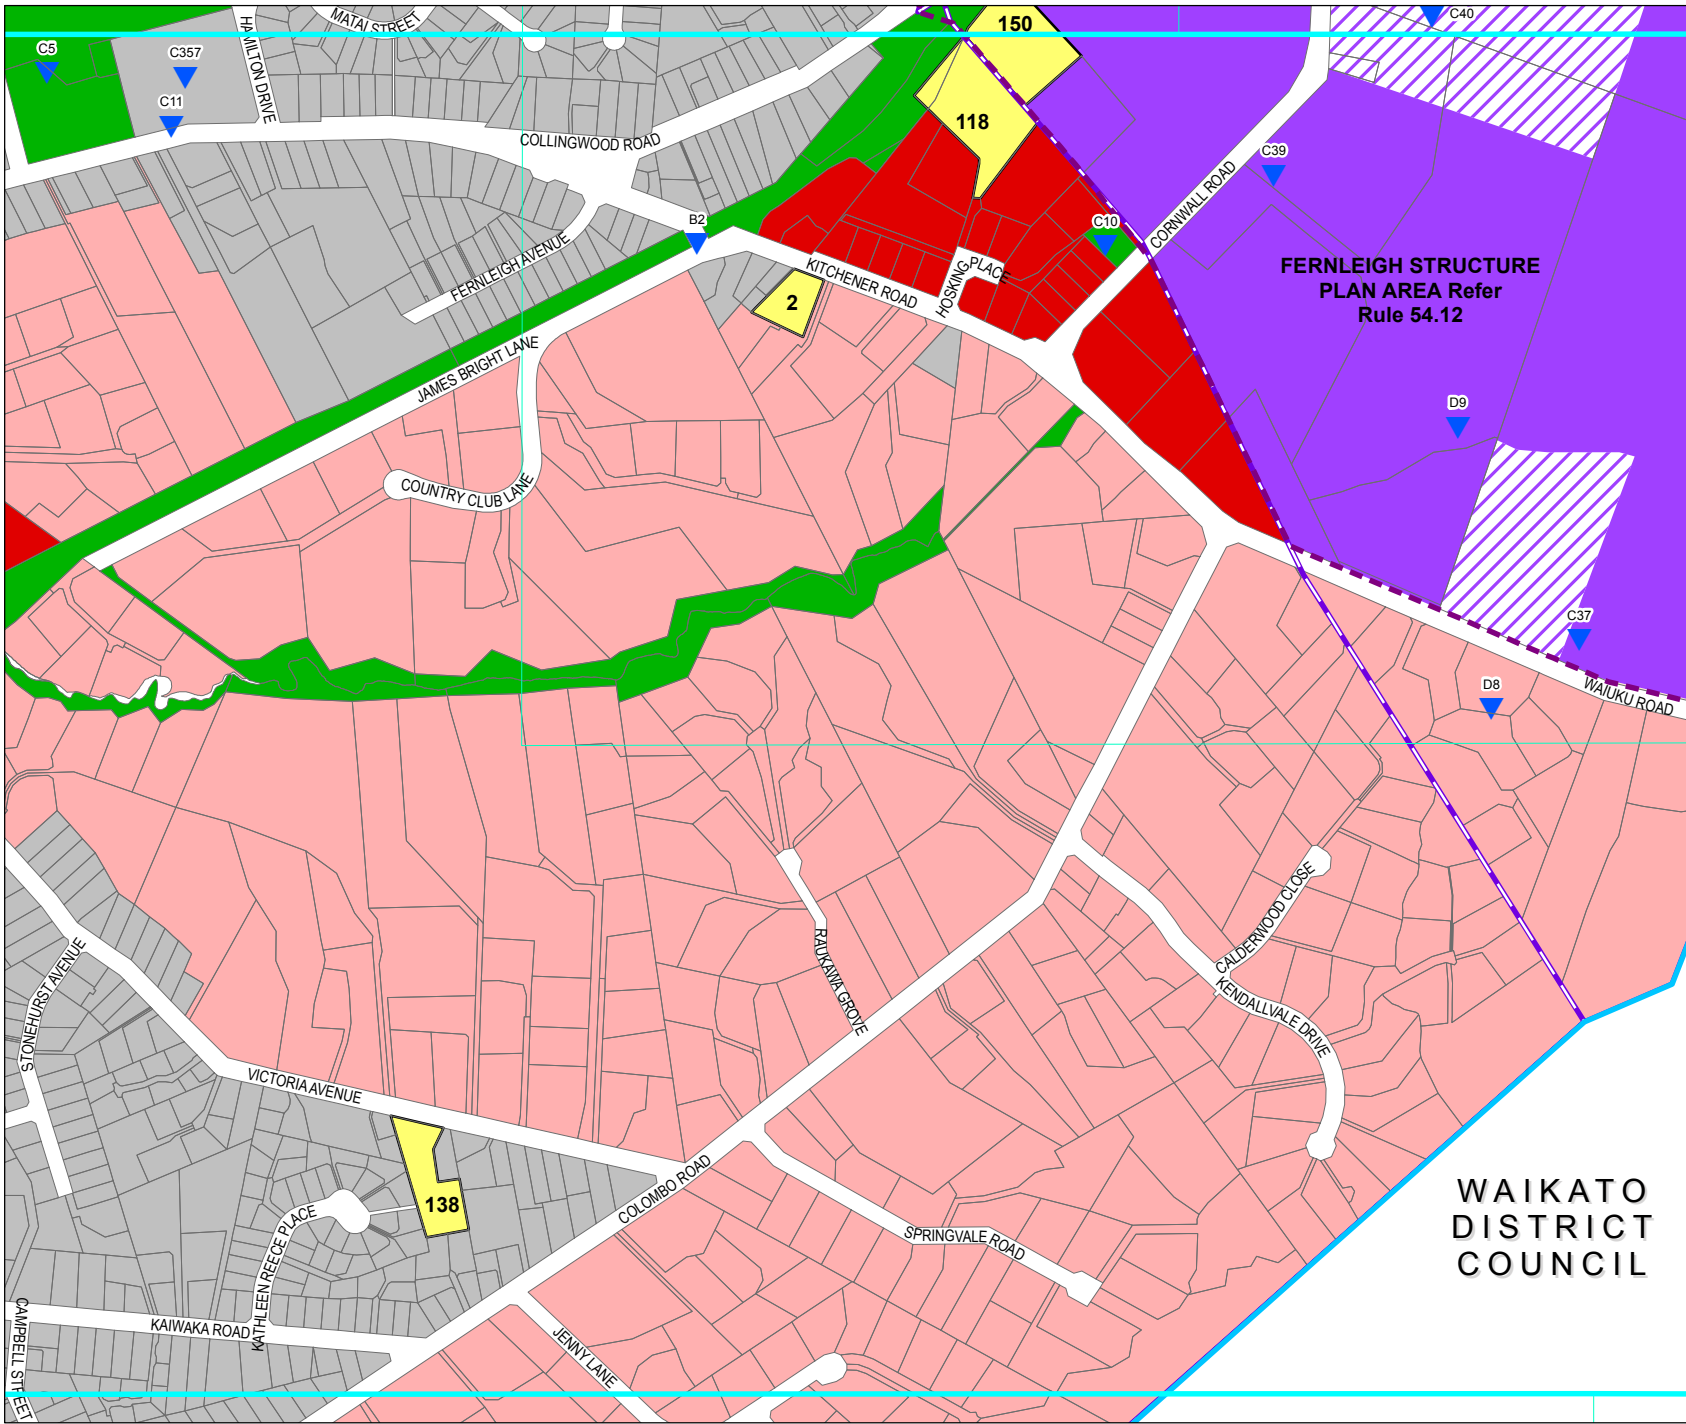 MATAI STREET
150
C40
HAMILTON DRIVE
C5
C357
C11
118
COLLINGWOOD ROAD
C39
CORNWALL ROAD
B2
C10
FERNLEIGH AVENUE
KITCHENER ROAD
HOSKING PLACE
FERNLEIGH STRUCTURE
PLAN AREA Refer
Rule 54.12
2
JAMES BRIGHT LANE
D9
COUNTRY CLUB LANE
C37
D8
WAIUKU ROAD
CALDERWOOD CLOSE
RAUKAWA GROVE
STONEHURST AVENUE
KENDALLVALE DRIVE
VICTORIA AVENUE
138
COLOMBO ROAD
KATHLEEN REECE PLACE
SPRINGVALE ROAD
WAIKATO
DISTRICT
COUNCIL
KAIWAKA ROAD
CAMPBELL STREET
JENNY LANE